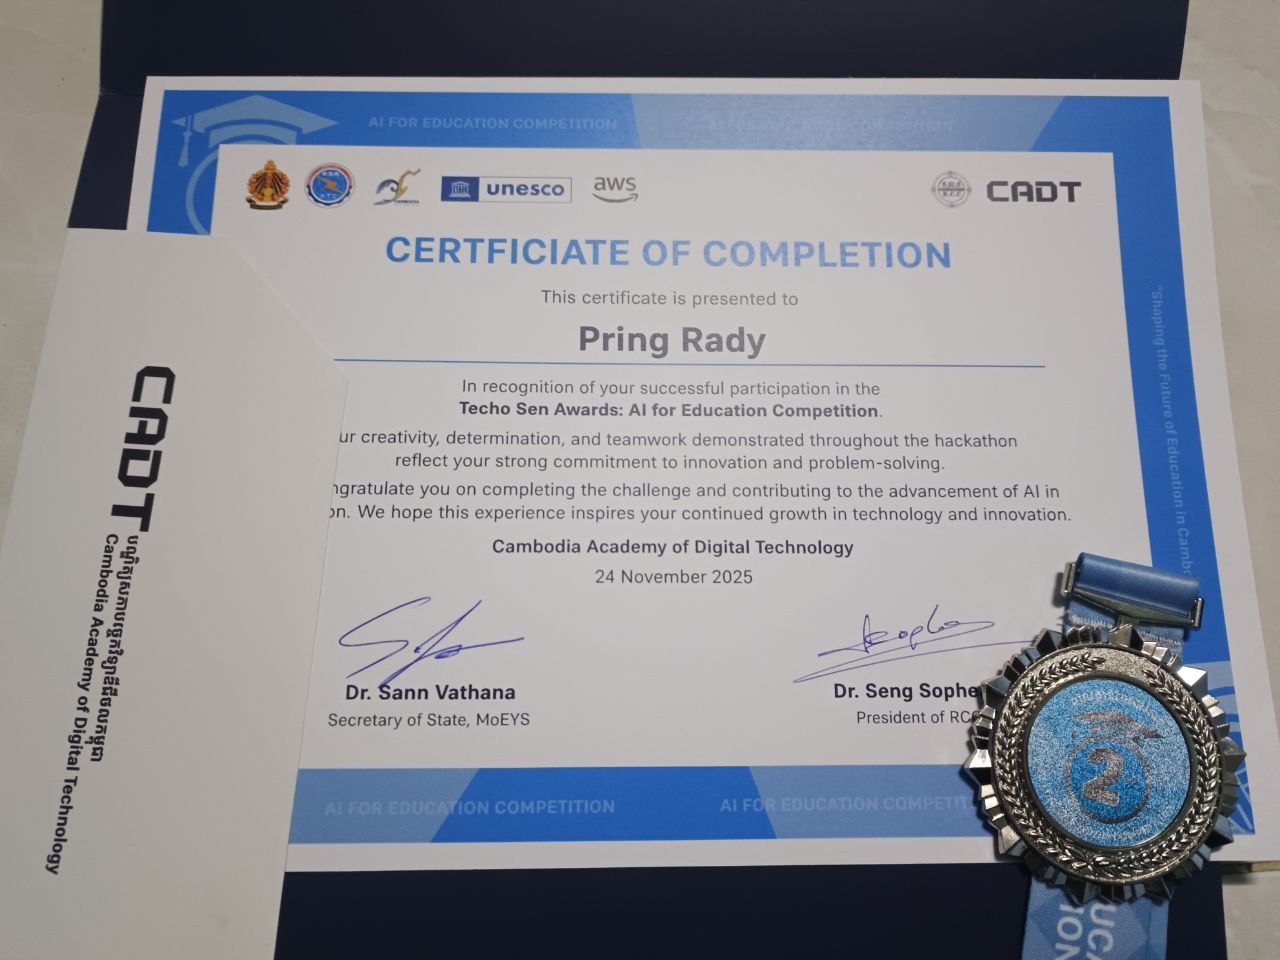 AI FOR EDUCATION COMPETITION
unesco
aws
CADT
CERTFICIATE OF COMPLETION
This certificate is presented to
Pring Rady
In recognition of your successful participation in the
Techo Sen Awards: AI for Education Competition.
ur creativity, determination, and teamwork demonstrated throughout the hackathon
reflect your strong commitment to innovation and problem-solving.
ngratulate you on completing the challenge and contributing to the advancement of AI in
on. We hope this experience inspires your continued growth in technology and innovation.
Cambodia Academy of Digital Technology
24 November 2025
Dr. Sann Vathana
Secretary of State, MoEYS
Dr. Seng Sophe
President of RC
AI FOR EDUCATION COMPETITION
AI FOR EDUCATION COMPETIT
"Shaping the Future of Education in Cambo
CADT
Cambodia Academy of Digital Technology
2
UCA
ION